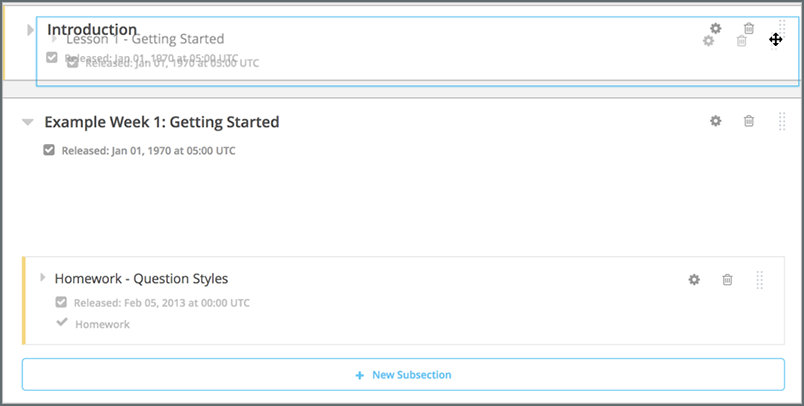 Introduction
Lesson 1 - Getting Started
Released: Jan 01, 1970 at 05:00 UTC
Released: Jan 01, 1970 at 05:00 UTC
Example Week 1: Getting Started
Released: Jan 01, 1970 at 05:00 UTC
Homework - Question Styles
Released: Feb 05, 2013 at 00:00 UTC
Homework
+ New Subsection